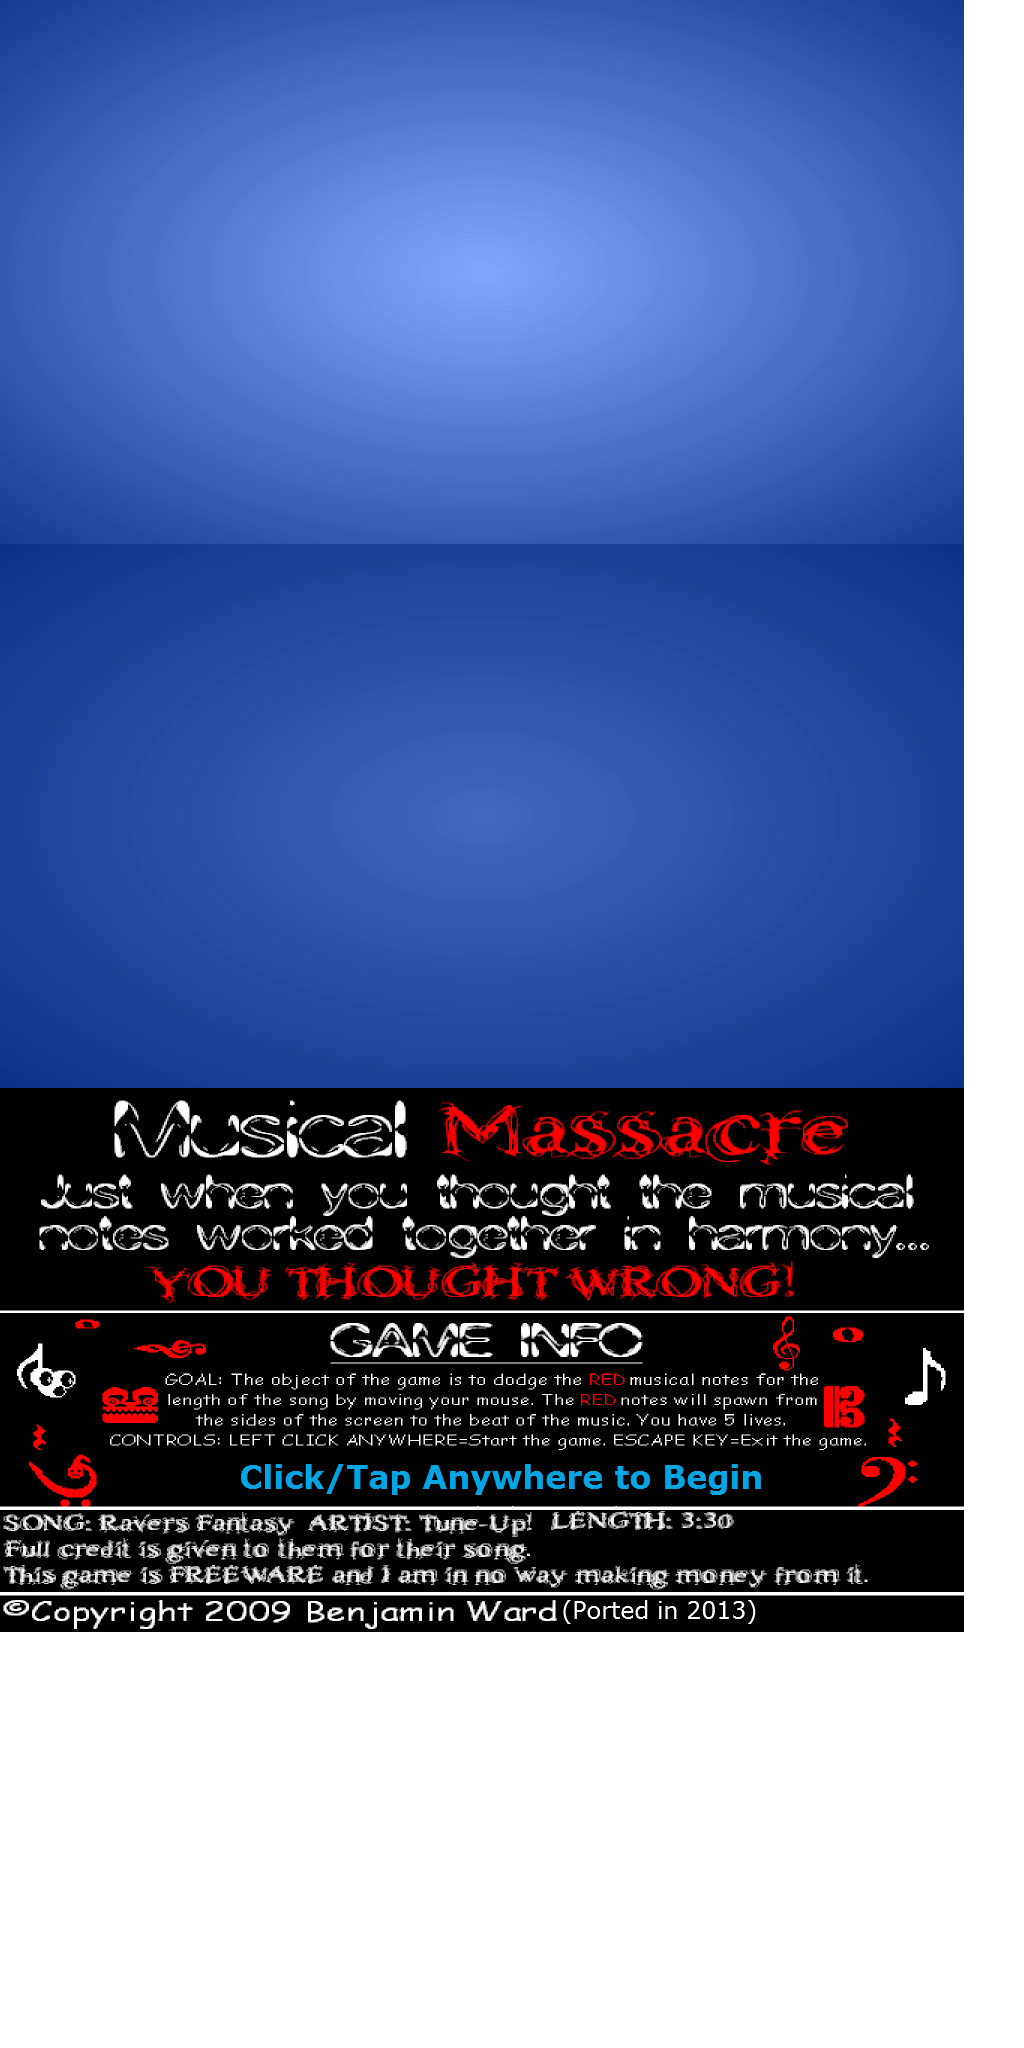 Musical Massacre
Just when you thought the musical
notes worked together in harmony...
YOU THOUGHT WRONG!
GAME INFO
GOAL: The object of the game is to dodge the RED musical notes for the
length of the song by moving your mouse. The RED notes will spawn from
the sides of the screen to the beat of the music. You have 5 lives.
CONTROLS: LEFT CLICK ANYWHERE=Start the game. ESCAPE KEY=Exit the game.
Click/Tap Anywhere to Begin
SONG: Ravers Fantasy ARTIST: Tune-Up! LENGTH: 3:30
Full credit is given to them for their song.
This game is FREEWARE and I am in no way making money from it.
©Copyright 2009 Benjamin Ward (Ported in 2013)